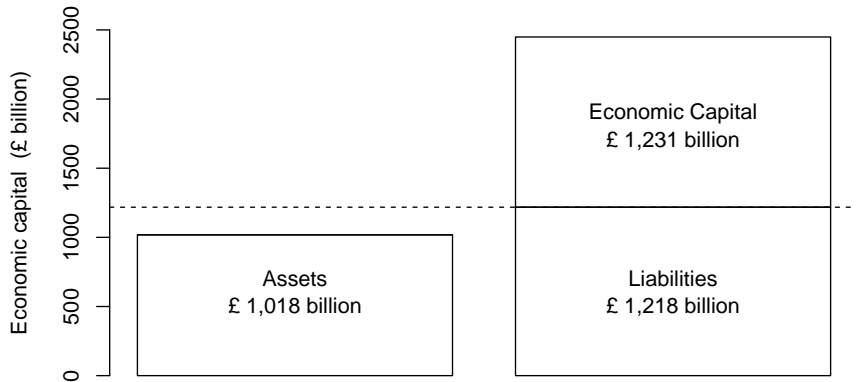 Economic capital (£ billion)
2500
2000
1500
1000
500
0
Assets
£ 1,018 billion
Economic Capital
£ 1,231 billion
Liabilities
£ 1,218 billion